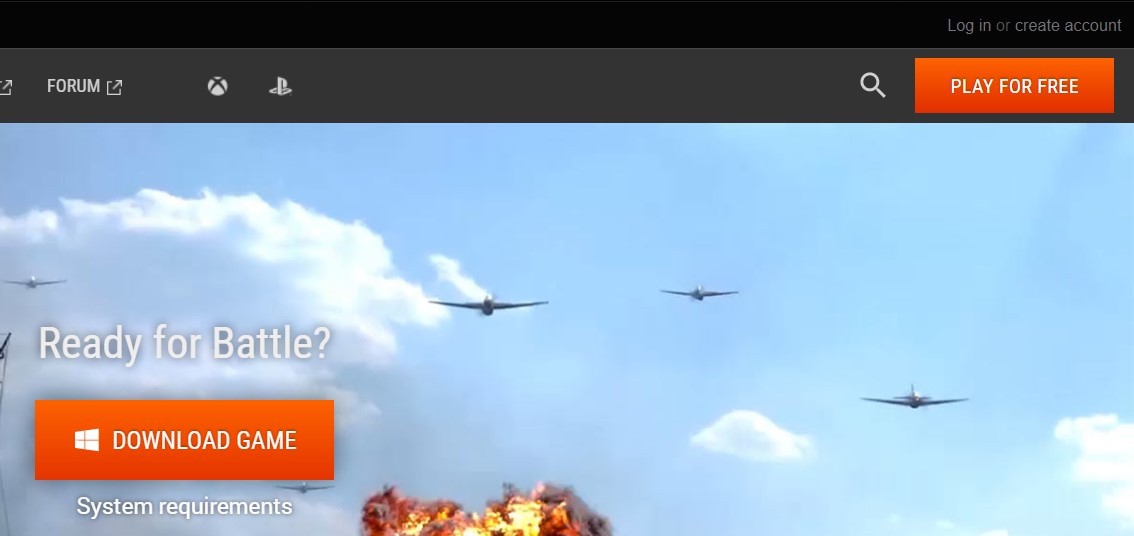 Log in or create account
FORUM
PLAY FOR FREE
Ready for Battle?
DOWNLOAD GAME
System requirements